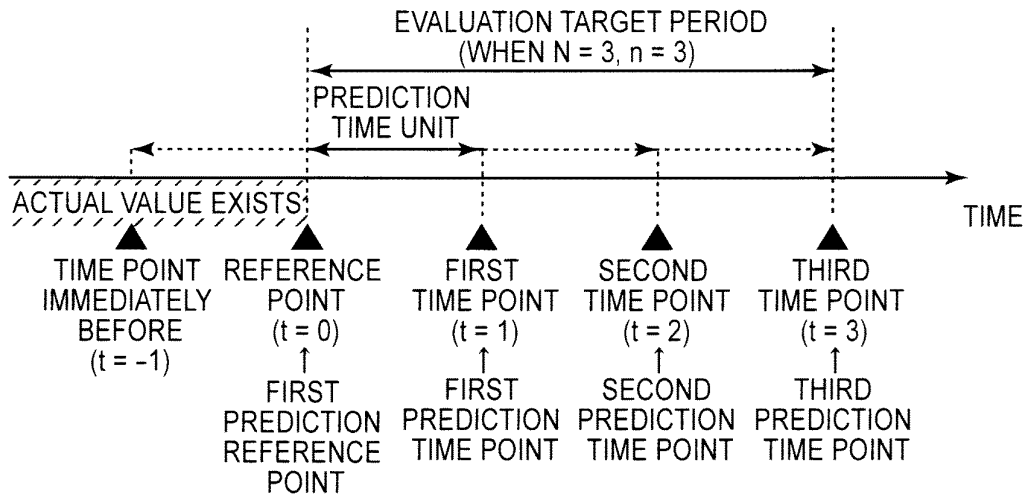 EVALUATION TARGET PERIOD
(WHEN N = 3, n = 3)
PREDICTION
TIME UNIT
ACTUAL VALUE EXISTS
TIME
TIME POINT
IMMEDIATELY
BEFORE
(t = –1)
REFERENCE
POINT
(t = 0)
↑
FIRST
PREDICTION
REFERENCE
POINT
FIRST
TIME POINT
(t = 1)
↑
FIRST
PREDICTION
TIME POINT
SECOND
TIME POINT
(t = 2)
↑
SECOND
PREDICTION
TIME POINT
THIRD
TIME POINT
(t = 3)
↑
THIRD
PREDICTION
TIME POINT